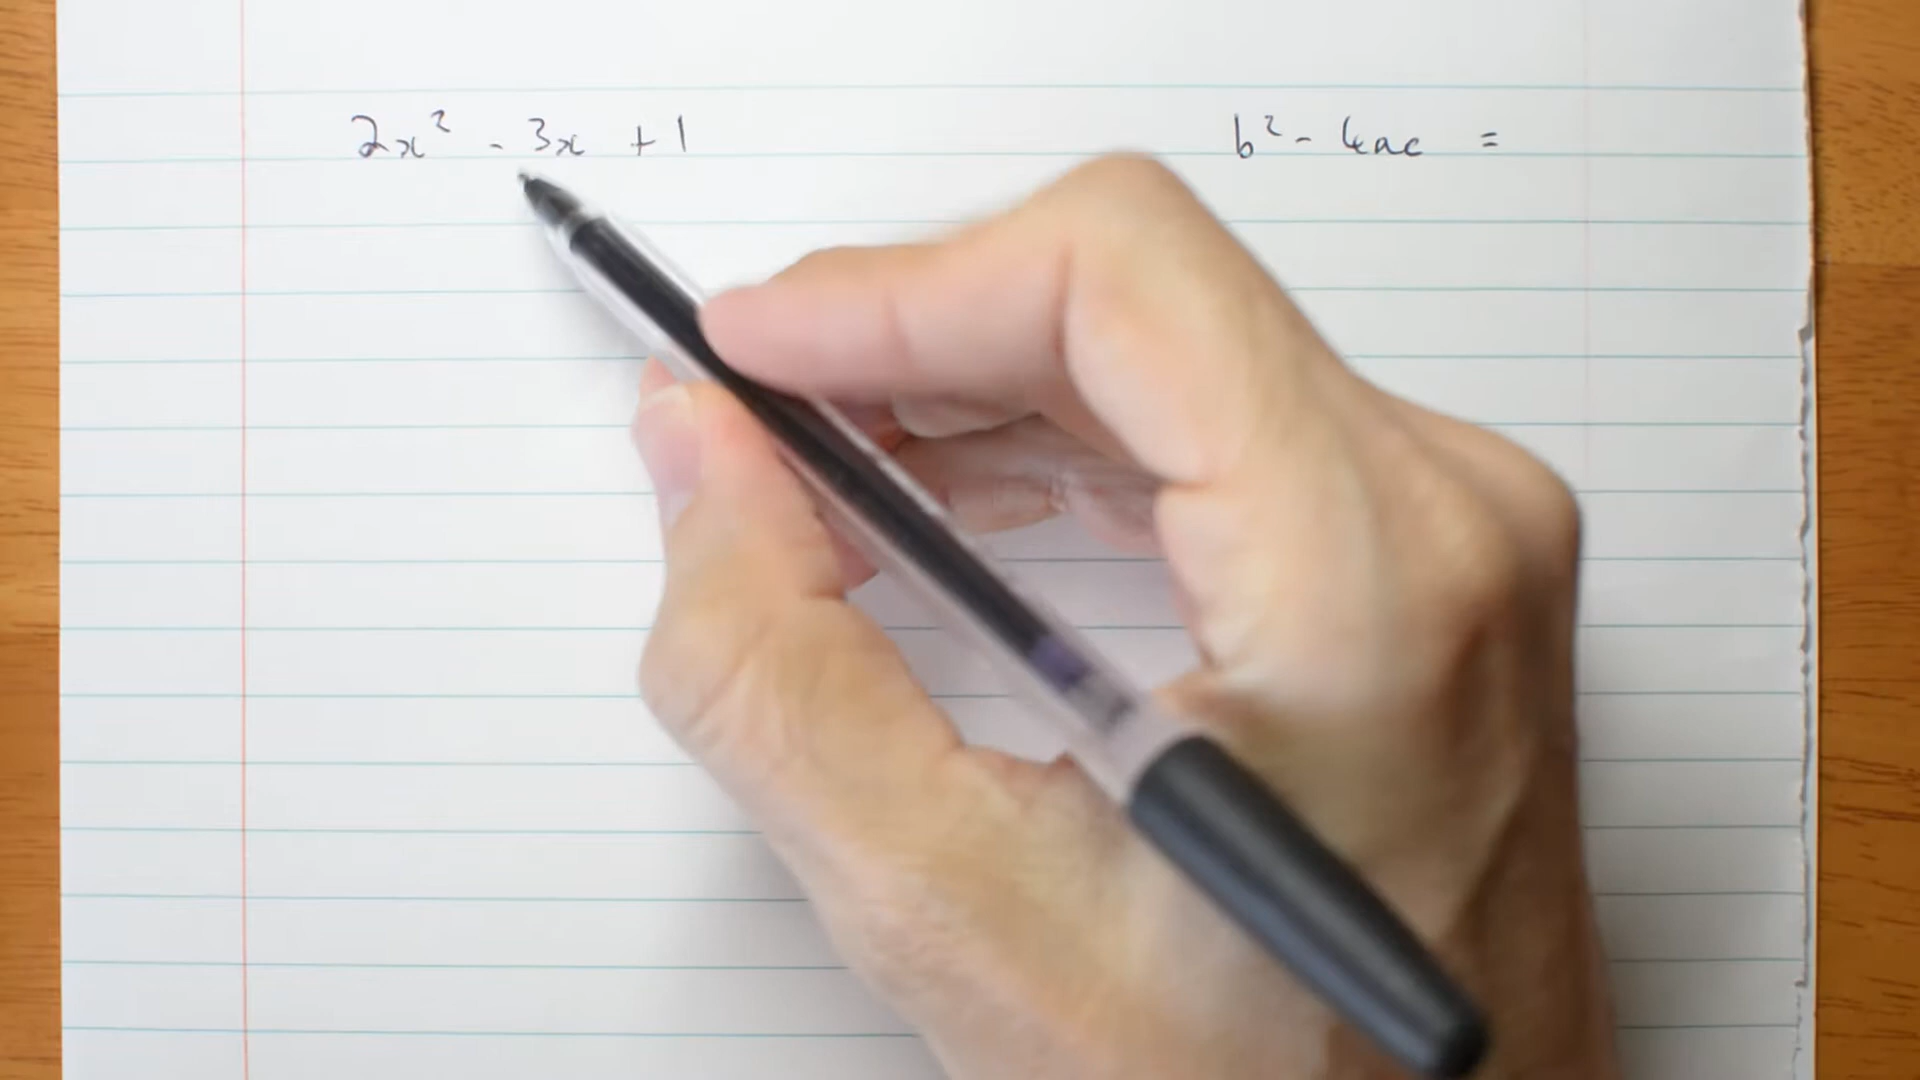 2x² - 3x + 1 b² - 4ac =